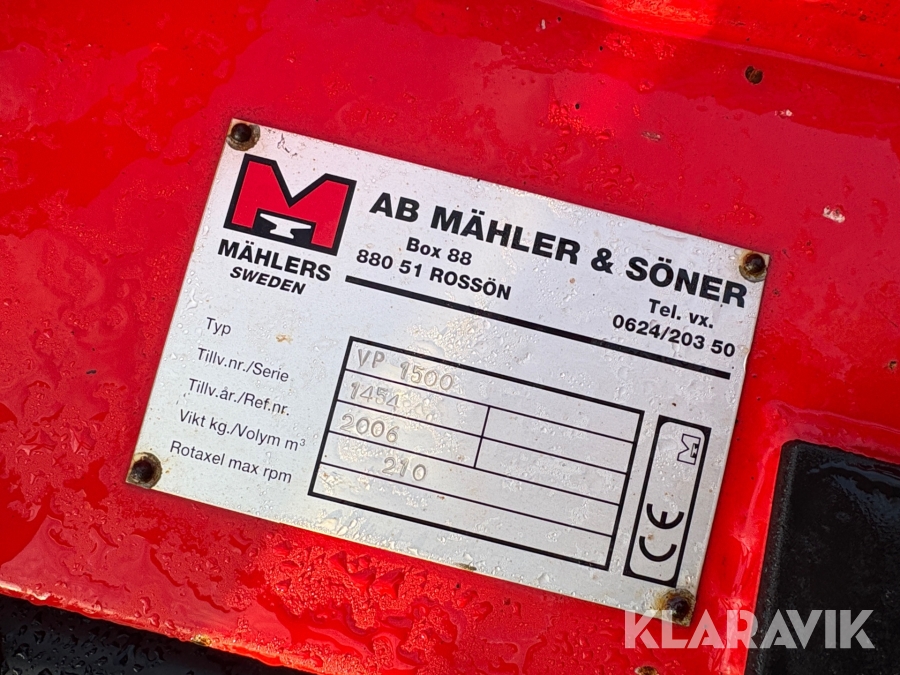 MÄHLERS
SWEDEN
AB MÄHLER & SÖNER
Box 88
880 51 ROSSÖN
Tel. vx.
0624/203 50
Typ VP 1500
Tillv.nr./Serie 1454
Tillv.år./Ref.nr. 2006
Vikt kg./Volym m³ 210
Rotaxel max rpm
CE
KLARAVIK